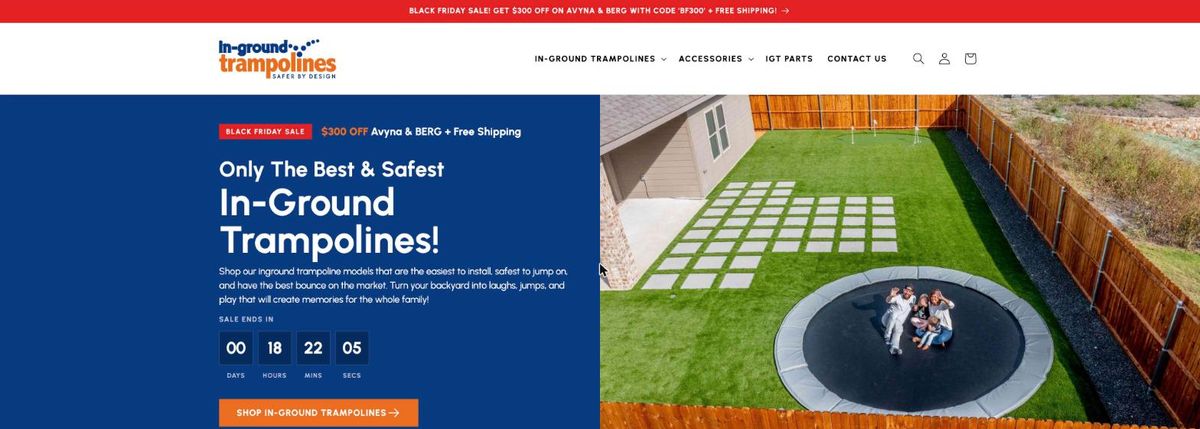 BLACK FRIDAY SALE! GET $300 OFF ON AVYNA & BERG WITH CODE 'BF300' + FREE SHIPPING! →
In-ground
trampolines
SAFER BY DESIGN
IN-GROUND TRAMPOLINES ACCESSORIES IGT PARTS CONTACT US
BLACK FRIDAY SALE $300 OFF Avyna & BERG + Free Shipping
Only The Best & Safest
In-Ground
Trampolines!
Shop our inground trampoline models that are the easiest to install, safest to jump on,
and have the best bounce on the market. Turn your backyard into laughs, jumps, and
play that will create memories for the whole family!
SALE ENDS IN
00 18 22 05
DAYS HOURS MINS SECS
SHOP IN-GROUND TRAMPOLINES →